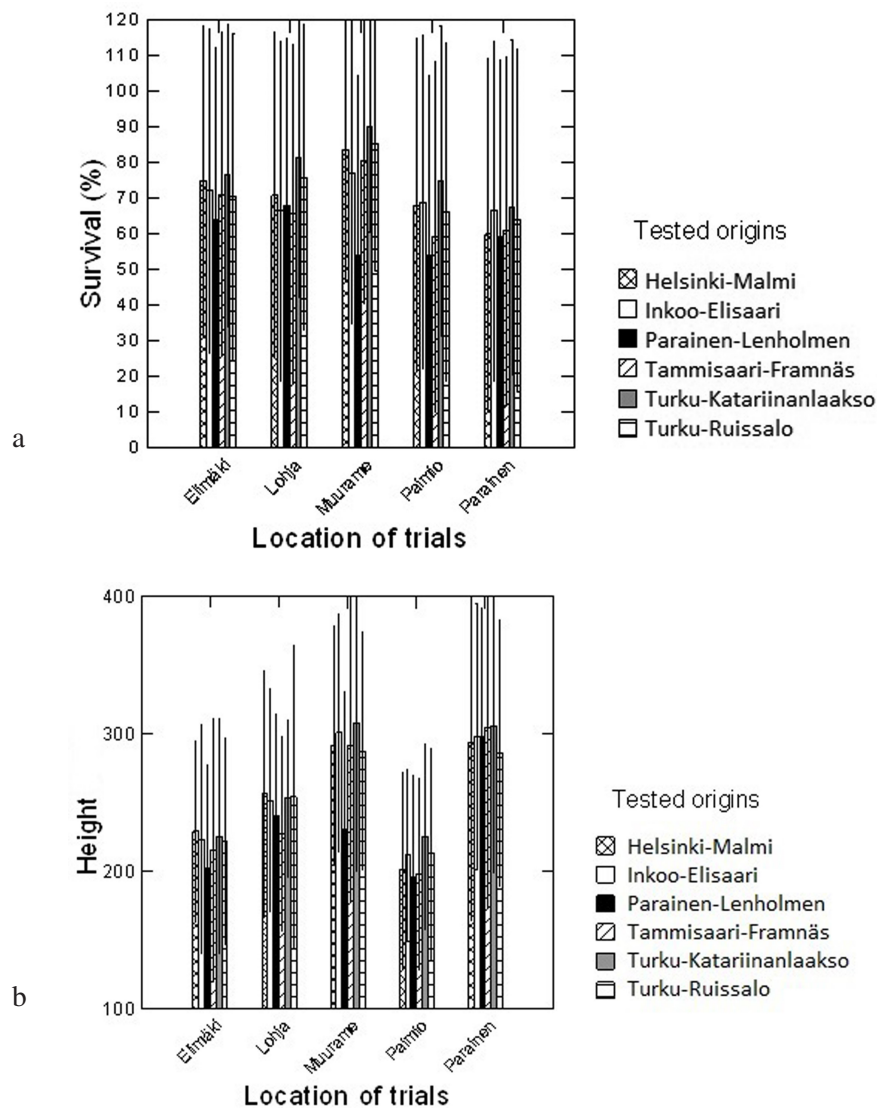 120
110
100
90
80
70
60
50
40
30
20
10
0
Survival (%)
Elimäki
Lohja
Muurame
Paimio
Parainen
Location of trials
Tested origins
Helsinki-Malmi
Inkoo-Elisaari
Parainen-Lenholmen
Tammisaari-Framnäs
Turku-Katariinanlaakso
Turku-Ruissalo
a
400
300
200
100
Height
Elimäki
Lohja
Muurame
Paimio
Parainen
Location of trials
Tested origins
Helsinki-Malmi
Inkoo-Elisaari
Parainen-Lenholmen
Tammisaari-Framnäs
Turku-Katariinanlaakso
Turku-Ruissalo
b